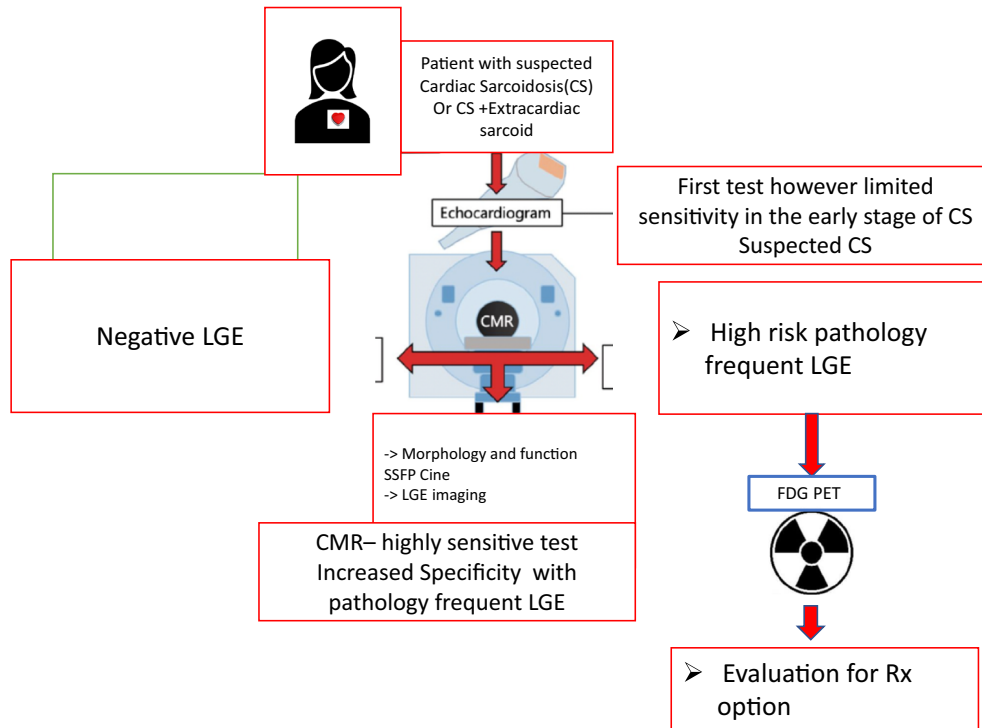 Patient with suspected
Cardiac Sarcoidosis(CS)
Or CS +Extracardiac
sarcoid
Echocardiogram
First test however limited
sensitivity in the early stage of CS
Suspected CS
Negative LGE
CMR
➢ High risk pathology
frequent LGE
-> Morphology and function
SSFP Cine
-> LGE imaging
CMR– highly sensitive test
Increased Specificity with
pathology frequent LGE
FDG PET
➢ Evaluation for Rx
option